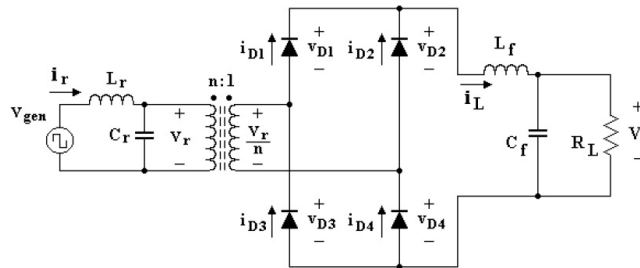 i_D1 + v_D1 − i_D2 + v_D2 −
i_r L_r n:1 L_f
v_gen C_r + v_r − + v_r/n − i_L C_f R_L + V −
i_D3 + v_D3 − i_D4 + v_D4 −